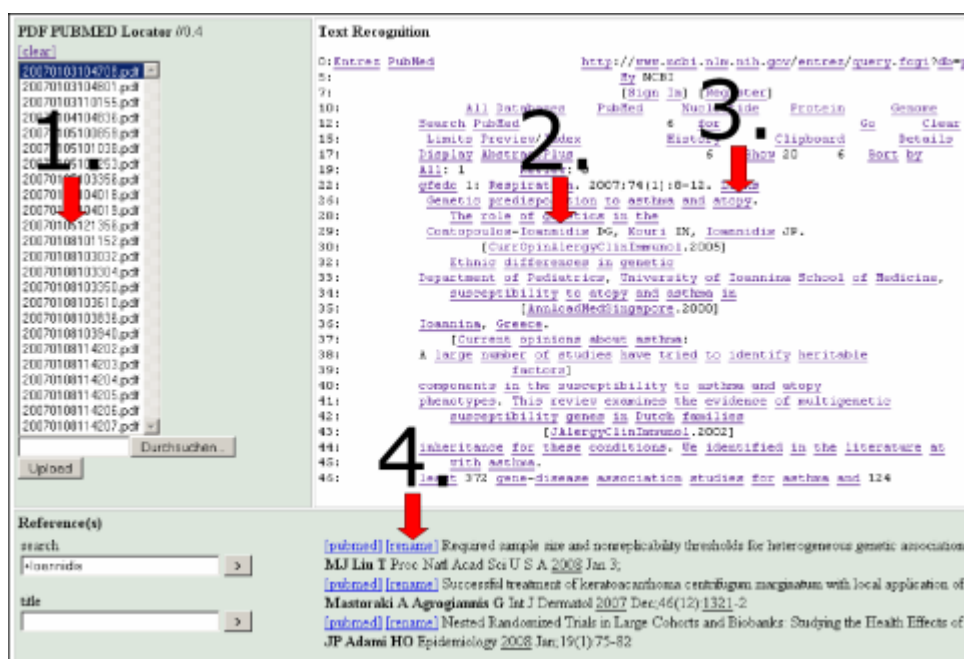 PDF PUBMED Locator //0.4
[clear]
20070103104708.pdf
20070103104801.pdf
20070103110155.pdf
20070104104836.pdf
20070105100859.pdf
20070105101036.pdf
1.
20070103358.pdf
20070105121356.pdf
20070108101152.pdf
20070108103032.pdf
20070108103304.pdf
20070108103350.pdf
20070108103610.pdf
20070108103838.pdf
20070108103940.pdf
20070108114202.pdf
20070108114203.pdf
20070108114204.pdf
20070108114205.pdf
20070108114206.pdf
20070108114207.pdf
Durchsuchen...
Upload
Text Recognition
0:Entrez PubMed http://www.ncbi.nlm.nih.gov/entrez/query.fcgi?db=p
5: My NCBI
7: [Sign In] [Register]
10: All Databases PubMed Nucleotide Protein Genome
12: Search PubMed 6 for Go Clear
15: Limits Preview/Index History Clipboard Details
17: Display AbstractPlus 6 Show 20 6 Sort by
2. 3.
19: All: 1
22: gfedc 1: Respiration. 2007;74(1):8-12.
26: Genetic predisposition to asthma and atopy.
28: The role of genetics in the
29: Contopoulos-Ioannidis DG, Kouri IN, Ioannidis JP.
30: [CurrOpinAlergyClinImmunol.2005]
32: Ethnic differences in genetic
33: Department of Pediatrics, University of Ioannina School of Medicine,
34: susceptibility to atopy and asthma in
35: [AnnAcadMedSingapore.2000]
36: Ioannina, Greece.
37: [Current opinions about asthma:
38: A large number of studies have tried to identify heritable
39: factors]
40: components in the susceptibility to asthma and atopy
41: phenotypes. This review examines the evidence of multigenetic
42: susceptibility genes in Dutch families
43: [JAlergyClinImmunol.2002]
44: inheritance for these conditions. We identified in the literature at
45: with asthma.
46: least 372 gene-disease association studies for asthma and 124
4.
Reference(s)
search
+Ioannidis >
title
>
[pubmed] [rename] Required sample size and nonreplicability thresholds for heterogeneous genetic association
MJ Liu T Proc Natl Acad Sci U S A 2008 Jan 3;
[pubmed] [rename] Successful treatment of keratoacanthoma centrifugum marginatum with local application of
Mastoraki A Agrogiannis G Int J Dermatol 2007 Dec;46(12):1321-2
[pubmed] [rename] Nested Randomized Trials in Large Cohorts and Biobanks: Studying the Health Effects of
JP Adami HO Epidemiology 2008 Jan;19(1):75-82